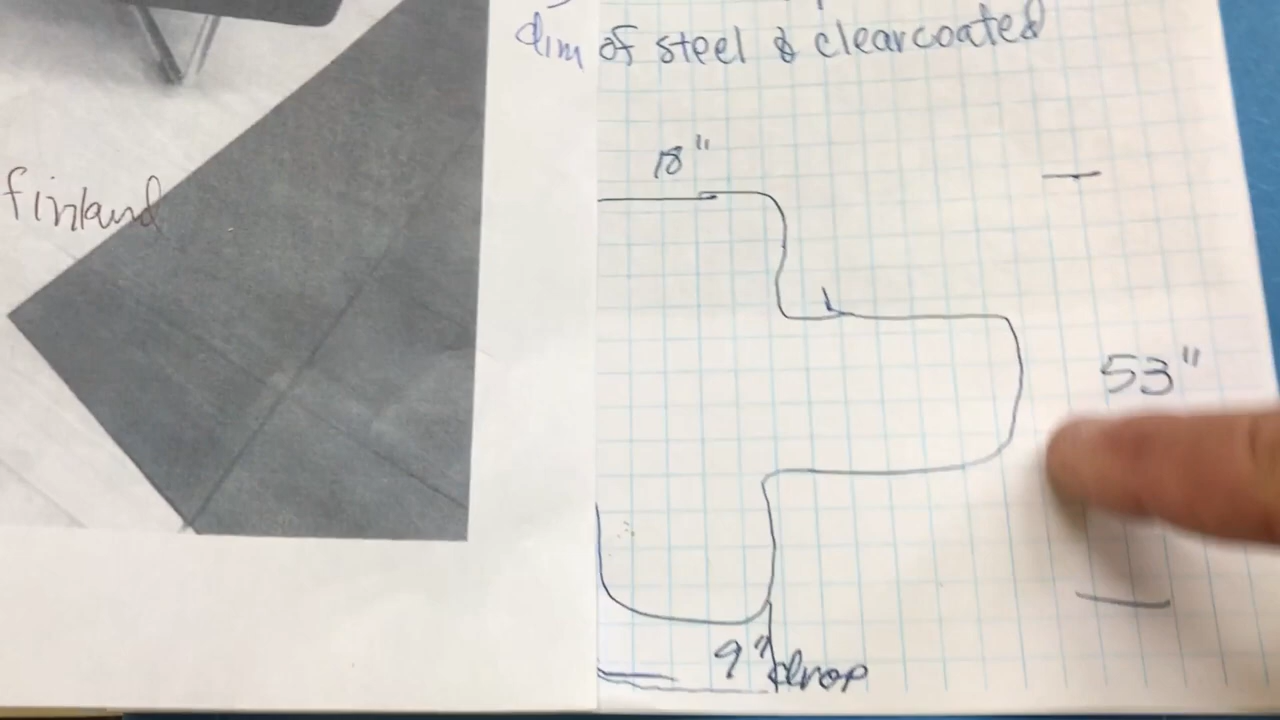 dim of steel & clearcoated
18"
finland
53"
9" drop